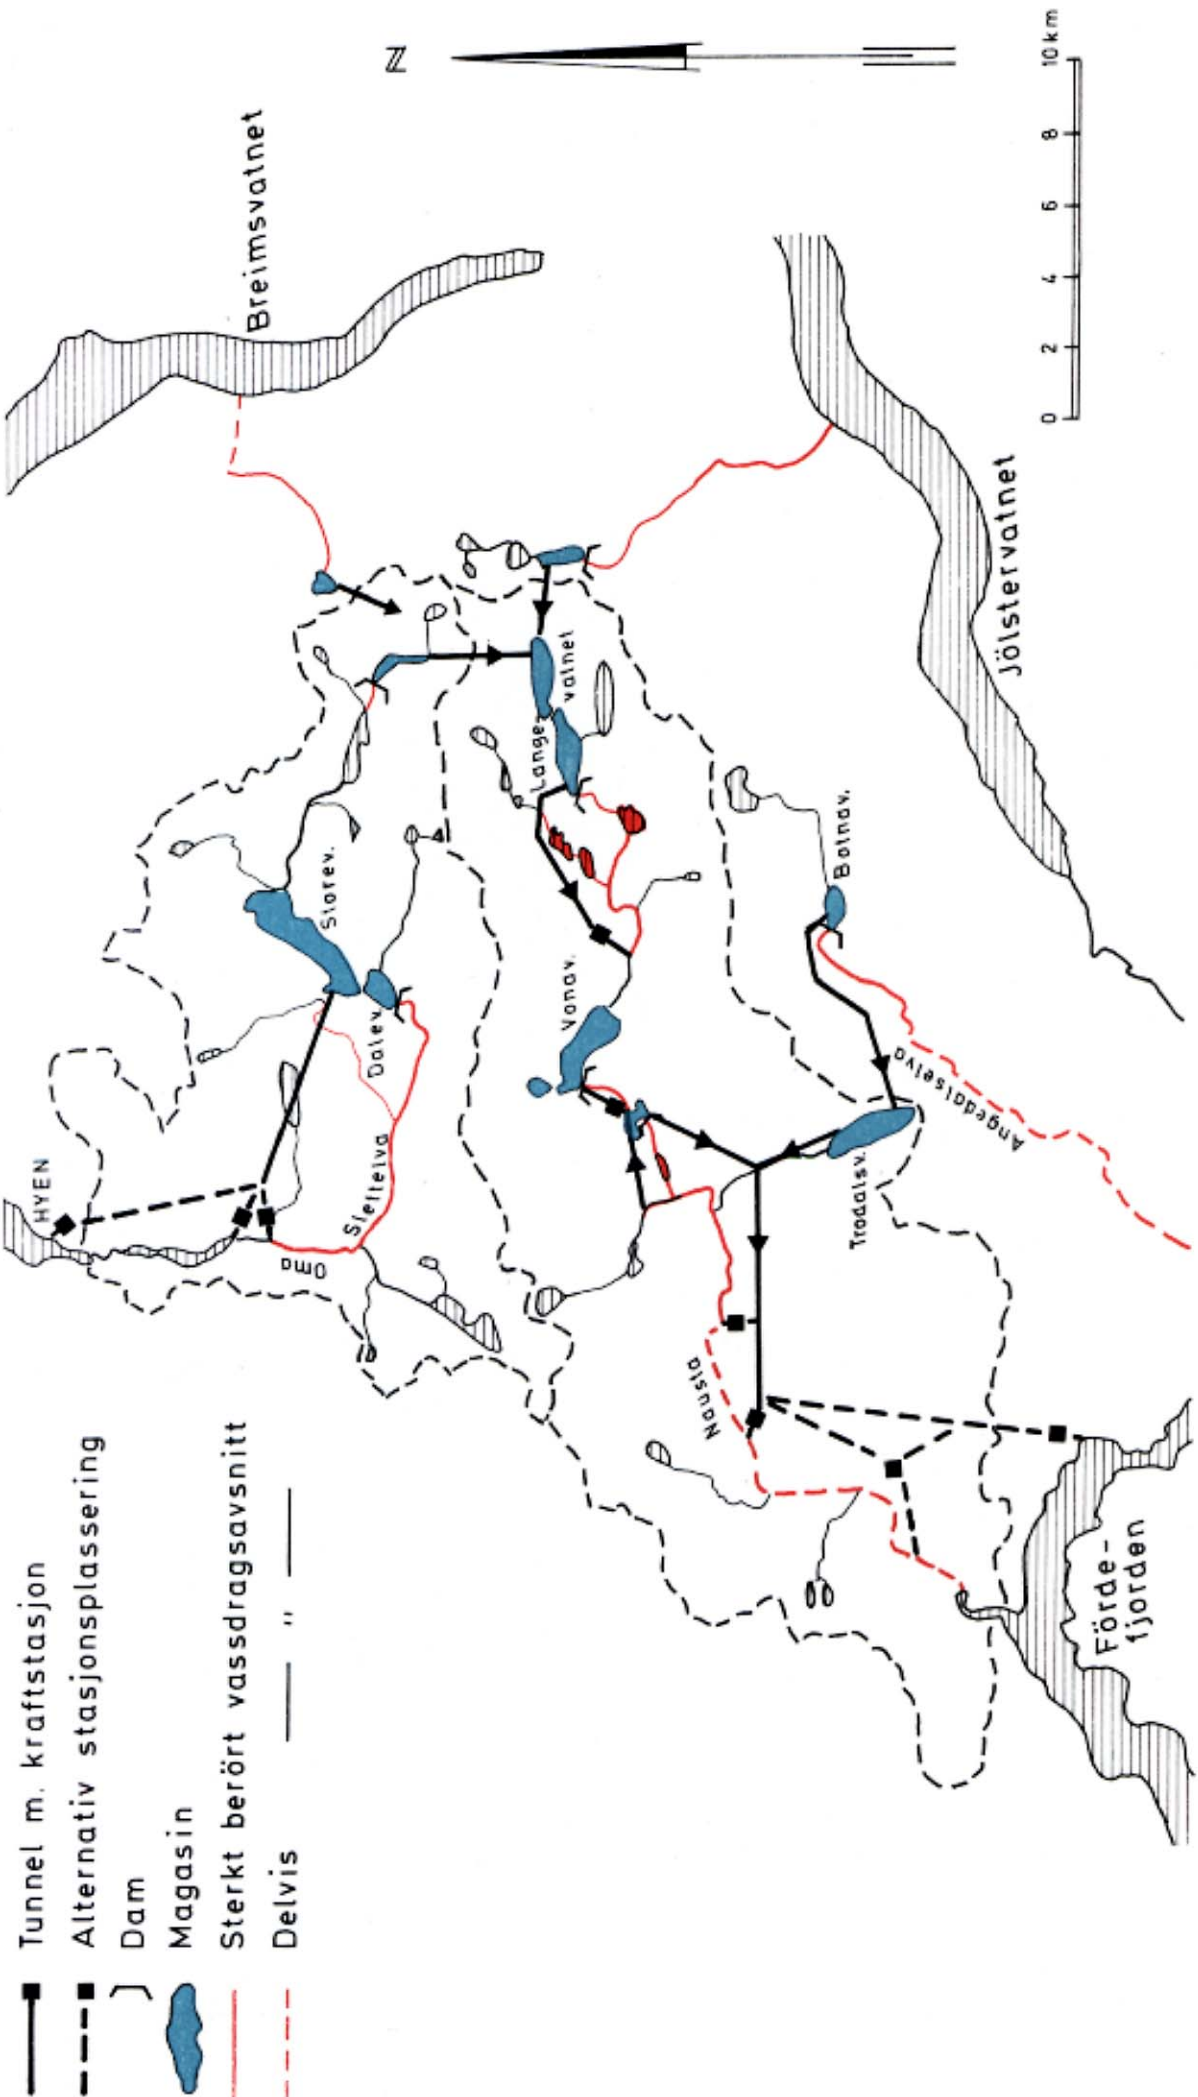 Tunnel m. kraftstasjon
Alternativ stasjonsplassering
Dam
Magasin
Sterkt berört vassdragsavsnitt
Delvis —— " ——
HYEN
Oma
Sletteelva
Storev.
Dalev.
Breimsvatnet
N
Lange-
vatnet
Vonav.
Nausta
Trodalsv.
Botnav.
Angedalselva
Jölstervatnet
Förde-
fjorden
0 2 4 6 8 10 km